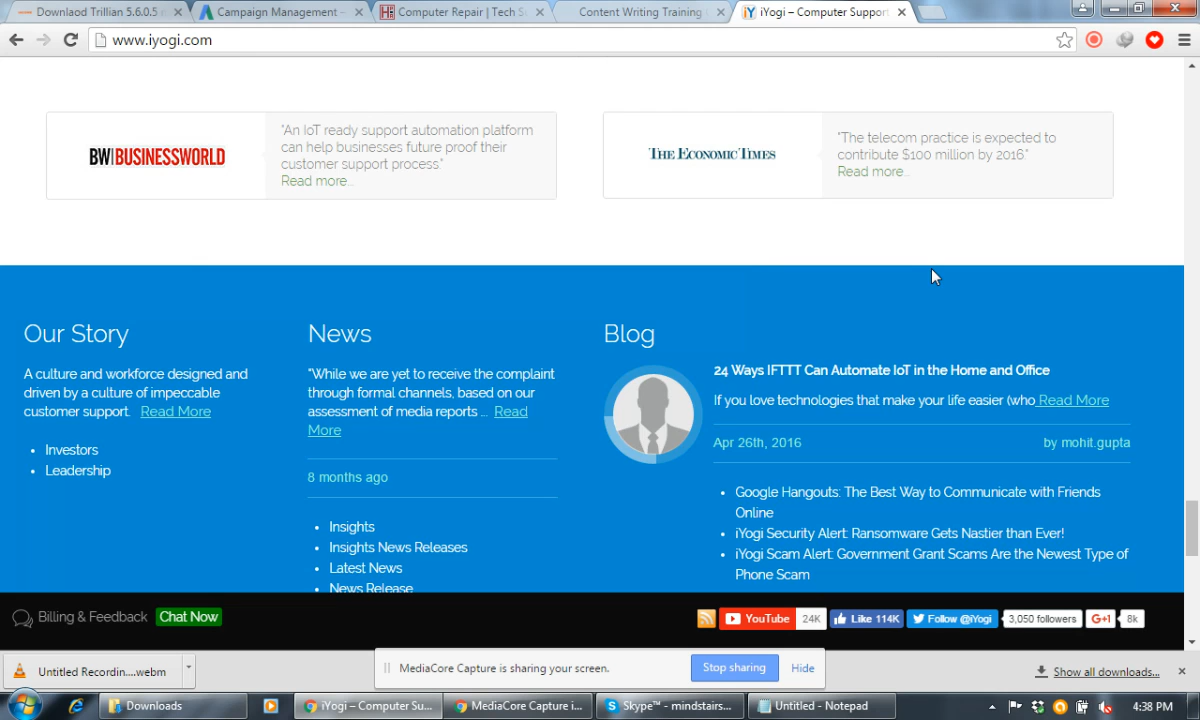 Downlaod Trillian 5.6.0.5
Campaign Management -
Computer Repair | Tech S
Content Writing Training
iYogi – Computer Support
www.iyogi.com
BW|BUSINESSWORLD
"An IoT ready support automation platform
can help businesses future proof their
customer support process."
Read more...
THE ECONOMIC TIMES
"The telecom practice is expected to
contribute $100 million by 2016."
Read more...
Our Story
A culture and workforce designed and
driven by a culture of impeccable
customer support. Read More
• Investors
• Leadership
News
"While we are yet to receive the complaint
through formal channels, based on our
assessment of media reports ... Read
More
8 months ago
• Insights
• Insights News Releases
• Latest News
• News Release
Blog
24 Ways IFTTT Can Automate IoT in the Home and Office
If you love technologies that make your life easier (who Read More
Apr 26th, 2016 by mohit.gupta
• Google Hangouts: The Best Way to Communicate with Friends
Online
• iYogi Security Alert: Ransomware Gets Nastier than Ever!
• iYogi Scam Alert: Government Grant Scams Are the Newest Type of
Phone Scam
Billing & Feedback Chat Now
YouTube 24K Like 114K Follow @iYogi 3,050 followers G+1 8k
Untitled Recordin....webm
MediaCore Capture is sharing your screen. Stop sharing Hide
Show all downloads...
Downloads
iYogi – Computer Su...
MediaCore Capture i...
Skype™ - mindstairs...
Untitled - Notepad
4:38 PM